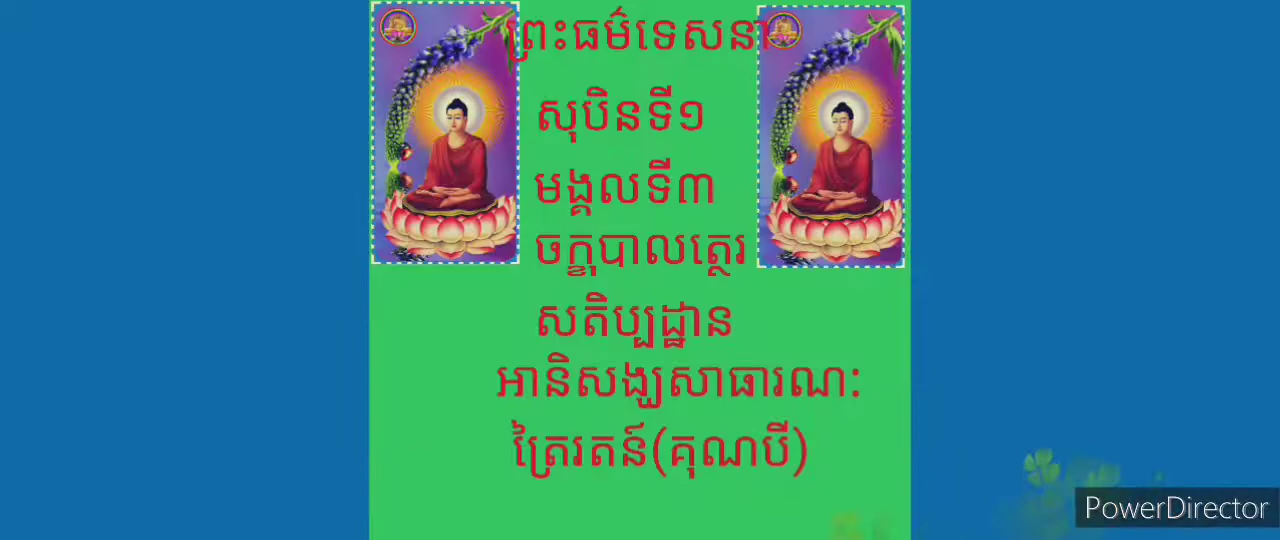 ព្រះធម៌ទេសនា
សុបិនទី១
មង្គលទី៣
ចក្ខុបាលត្ថេរ
សតិប្បដ្ឋាន
អានិសង្ឃសាធារណ:
ត្រៃរតន៍(គុណបី)
PowerDirector